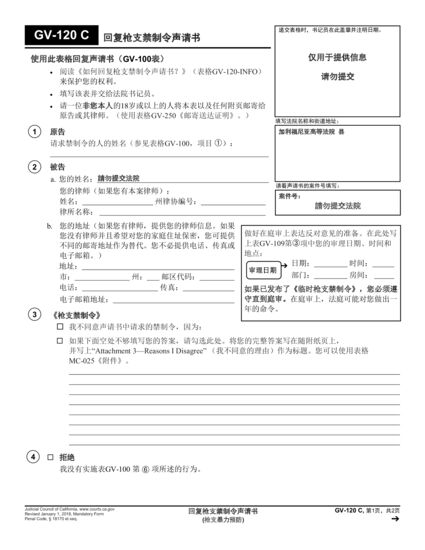 GV-120 C
回复枪支禁制令声请书
递交表格时，书记员在此盖章并注明日期。
仅用于提供信息
请勿提交
使用此表格回复声请书（GV-100表）
• 阅读《如何回复枪支禁制令声请书？》（表格GV-120-INFO）
来保护您的权利。
• 填写该表并交给法院书记员。
• 请一位非您本人的18岁或以上的人将本表以及任何附页邮寄给
原告或其律师。（使用表格GV-250《邮寄送达证明》。）
填写法院名称和街道地址：
加利福尼亚高等法院 县
1 原告
请求禁制令的人的姓名（参见表格GV-100，项目①）：
2 被告
a. 您的姓名：請勿提交法院
您的律师（如果您有本案律师）：
姓名： 州律协编号：
律所名称：
请看声请书的案件号填写：
案件号：
請勿提交法院
b. 您的地址（如果您有律师，提供您的律师信息。如果
您没有律师并且希望对您的家庭住址保密，您可提供
不同的邮寄地址作为替代。您不必提供电话、传真或
电子邮箱。）
地址：
市： 州： 邮区代码：
电话： 传真：
电子邮箱地址：
做好在庭审上表达反对意见的准备。在此处写
上表GV-109第③项中您的审理日期、时间和
地点：
审理日期
日期： 时间：
部门： 房间：
如果已发布了《临时枪支禁制令》，您必须遵
守直到庭审。在庭审上，法庭可能对您做出一
年的命令。
3 《枪支禁制令》
☐ 我不同意声请书中请求的禁制令，因为：
☐ 如果下面空处不够填写您的答案，请勾选此处。将您的完整答案写在随附纸页上，
并写上“Attachment 3—Reasons I Disagree”（我不同意的理由）作为标题。您可以使用表格
MC-025《附件》。
4 ☐ 拒绝
我没有实施表GV-100 第 ⑥ 项所述的行为。
Judicial Council of California, www.courts.ca.gov
Revised January 1, 2018, Mandatory Form
Penal Code, § 18170 et seq.
回复枪支禁制令声请书
(枪支暴力预防)
GV-120 C, 第1页，共2页
➔